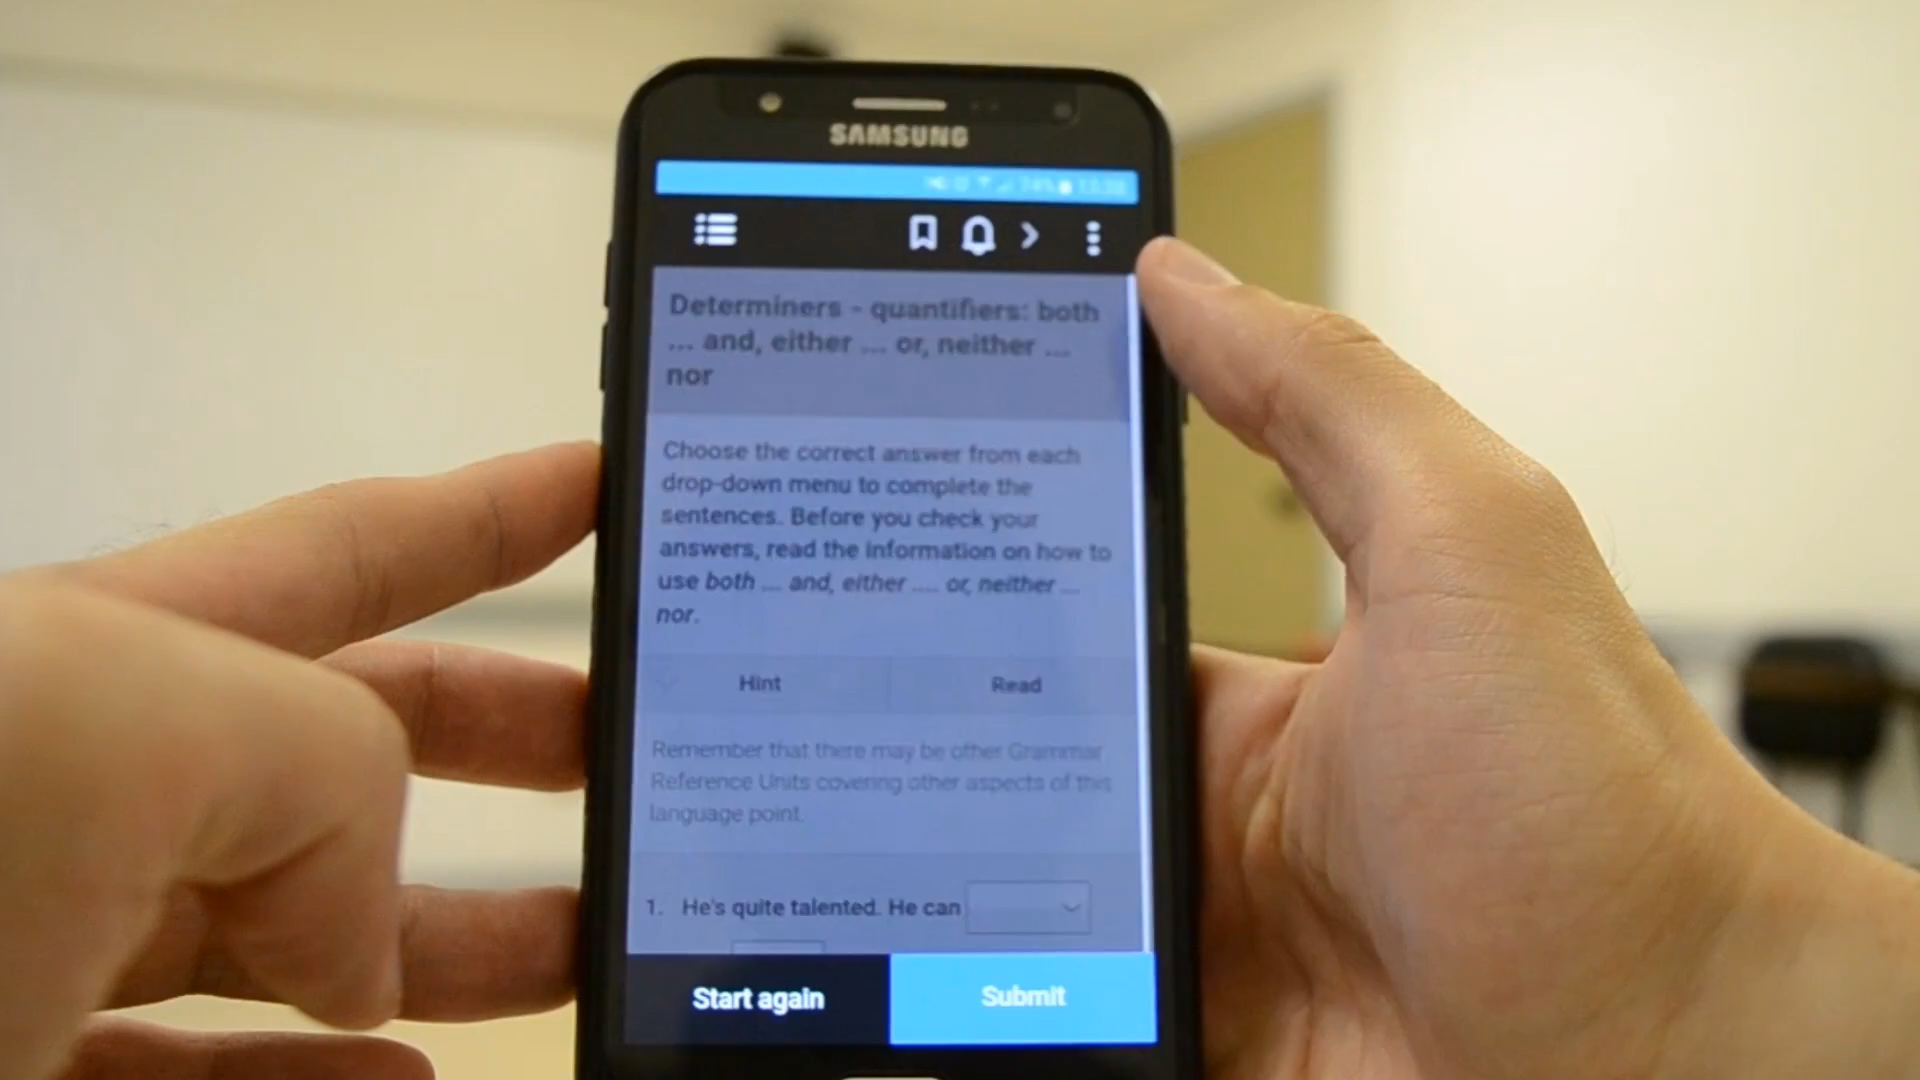 SAMSUNG
74%
Determiners - quantifiers: both
... and, either ... or, neither ...
nor
Choose the correct answer from each
drop-down menu to complete the
sentences. Before you check your
answers, read the information on how to
use both ... and, either .... or, neither ...
nor.
Hint Read
Remember that there may be other Grammar
Reference Units covering other aspects of this
language point.
1. He's quite talented. He can
Start again Submit